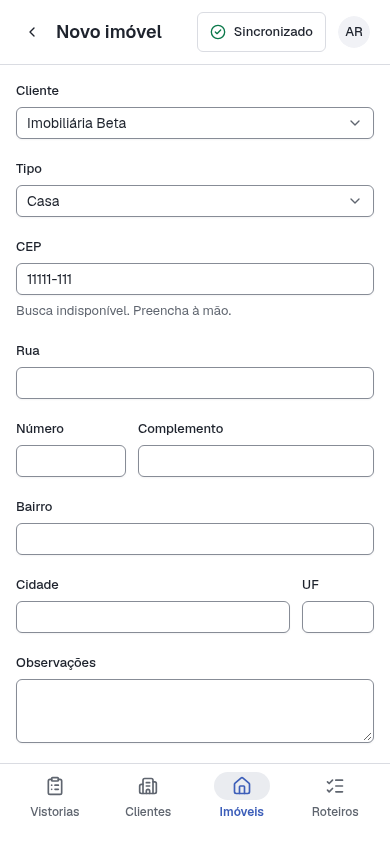 Novo imóvel
Sincronizado
AR
Cliente
Imobiliária Beta
Tipo
Casa
CEP
11111-111
Busca indisponível. Preencha à mão.
Rua
Número Complemento
Bairro
Cidade UF
Observações
Vistorias Clientes Imóveis Roteiros